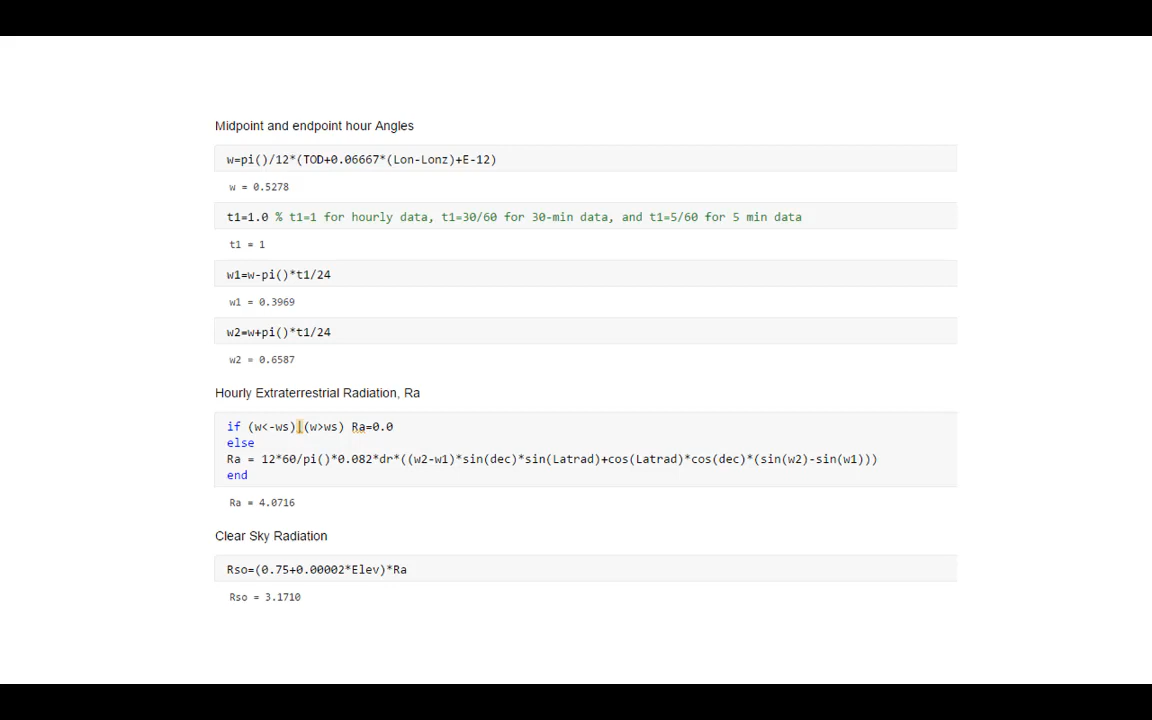 Midpoint and endpoint hour Angles
w=pi()/12*(TOD+0.06667*(Lon-Lonz)+E-12)
w = 0.5278
t1=1.0 % t1=1 for hourly data, t1=30/60 for 30-min data, and t1=5/60 for 5 min data
t1 = 1
w1=w-pi()*t1/24
w1 = 0.3969
w2=w+pi()*t1/24
w2 = 0.6587
Hourly Extraterrestrial Radiation, Ra
if (w<-ws)|(w>ws) Ra=0.0
else
Ra = 12*60/pi()*0.082*dr*((w2-w1)*sin(dec)*sin(Latrad)+cos(Latrad)*cos(dec)*(sin(w2)-sin(w1)))
end
Ra = 4.0716
Clear Sky Radiation
Rso=(0.75+0.00002*Elev)*Ra
Rso = 3.1710